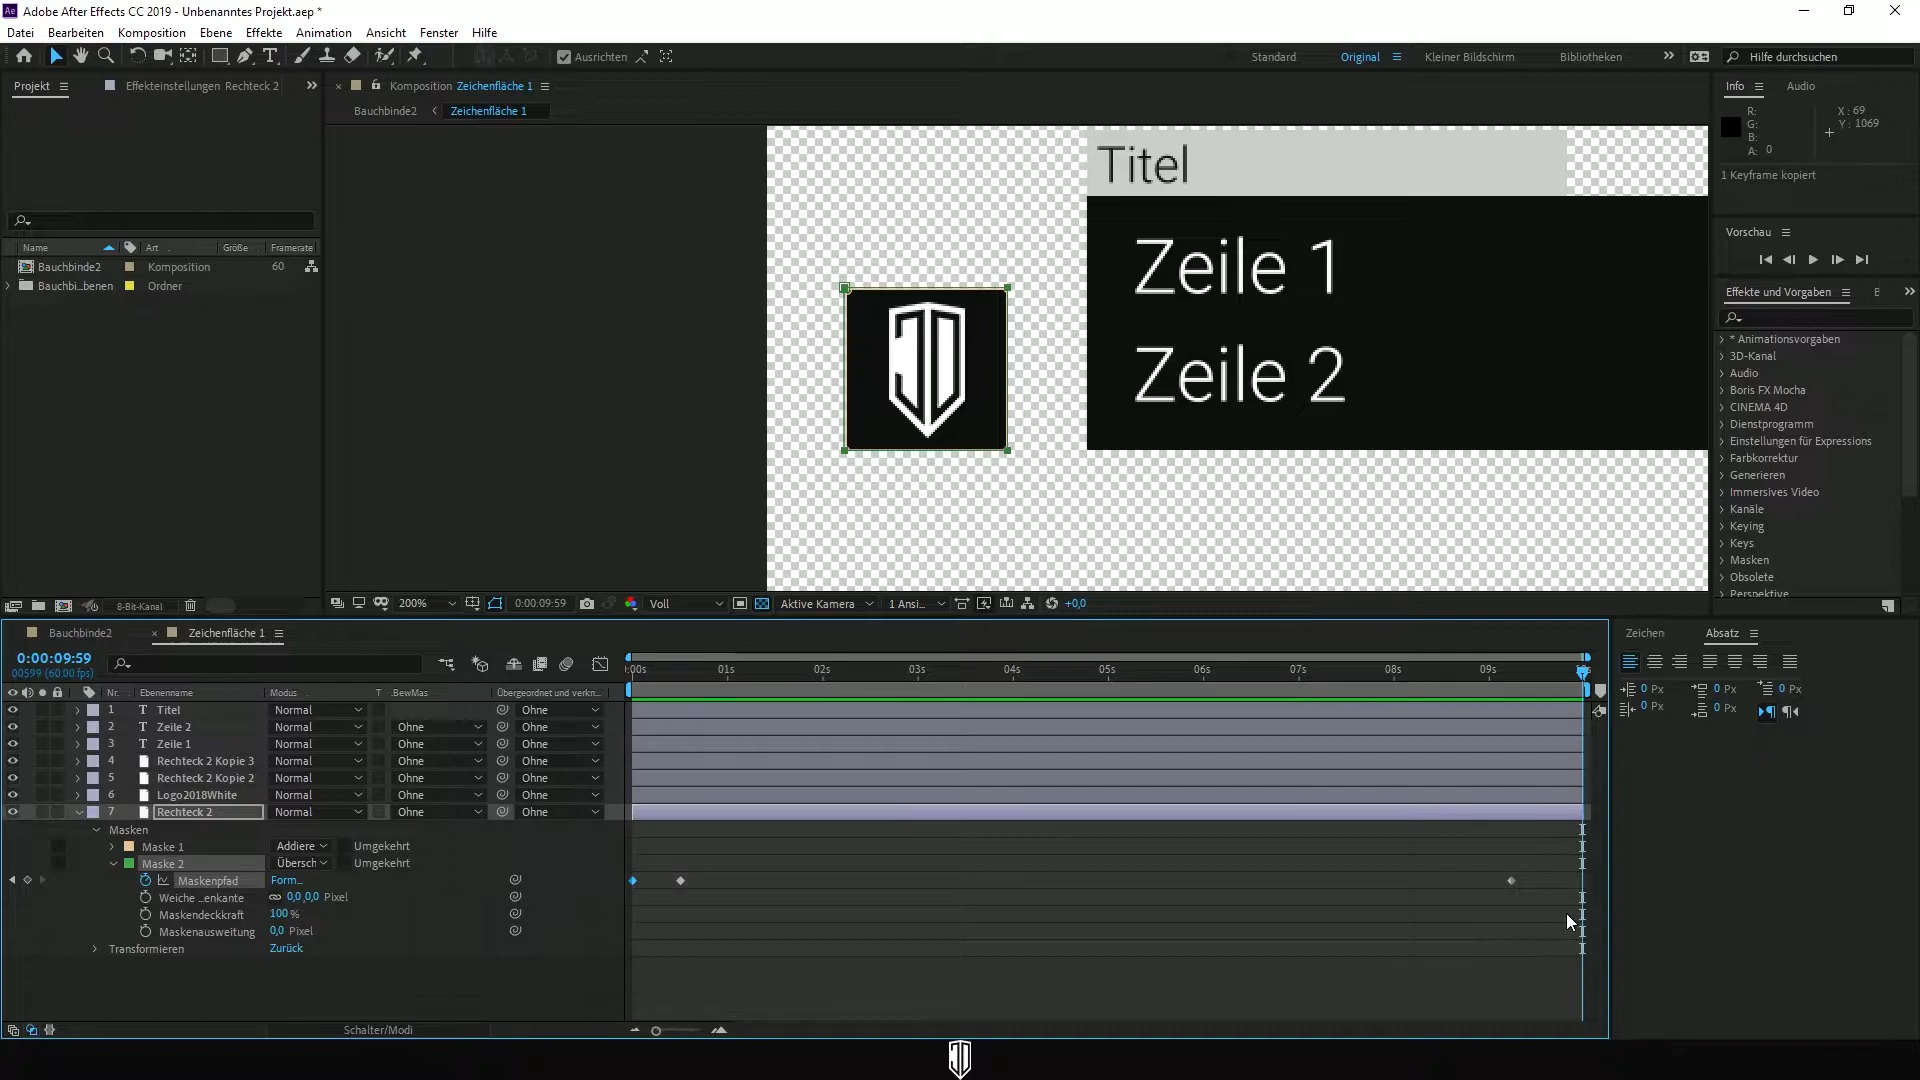 Ae Adobe After Effects CC 2019 - Unbenanntes Projekt.aep *
Datei Bearbeiten Komposition Ebene Effekte Animation Ansicht Fenster Hilfe
Ausrichten Standard Original Kleiner Bildschirm Bibliotheken Hilfe durchsuchen
Projekt Effekteinstellungen Rechteck 2 Komposition Zeichenfläche 1 Info Audio
Bauchbinde2 Zeichenfläche 1
R: X : 69
G: Y : 1069
B:
A: 0
1 Keyframe kopiert
Titel
Zeile 1
Zeile 2
Vorschau
Name Art Größe Framerate
Bauchbinde2 Komposition 60
Bauchbi...benen Ordner
Effekte und Vorgaben
* Animationsvorgaben
3D-Kanal
Audio
Boris FX Mocha
CINEMA 4D
Dienstprogramm
Einstellungen für Expressions
Farbkorrektur
Generieren
Immersives Video
Kanäle
Keying
Keys
Masken
Obsolete
Perspektive
8-Bit-Kanal 200% 0:00:09:59 Voll Aktive Kamera 1 Ansi... +0,0
Bauchbinde2 Zeichenfläche 1 Zeichen Absatz
0:00:09:59
00599 (60.00 fps)
:00s 01s 02s 03s 04s 05s 06s 07s 08s 09s
Nr. Ebenenname Modus T .BewMas Übergeordnet und verkn...
1 T Titel Normal Ohne
2 T Zeile 2 Normal Ohne Ohne
3 T Zeile 1 Normal Ohne Ohne
4 Rechteck 2 Kopie 3 Normal Ohne Ohne
5 Rechteck 2 Kopie 2 Normal Ohne Ohne
6 Logo2018White Normal Ohne Ohne
7 Rechteck 2 Normal Ohne Ohne
Masken
Maske 1 Addiere Umgekehrt
Maske 2 Übersch Umgekehrt
Maskenpfad Form...
Weiche ...enkante 0,0,0,0 Pixel
Maskendeckkraft 100 %
Maskenausweitung 0,0 Pixel
Transformieren Zurück
Schalter/Modi
0 Px 0 Px 0 Px
0 Px 0 Px